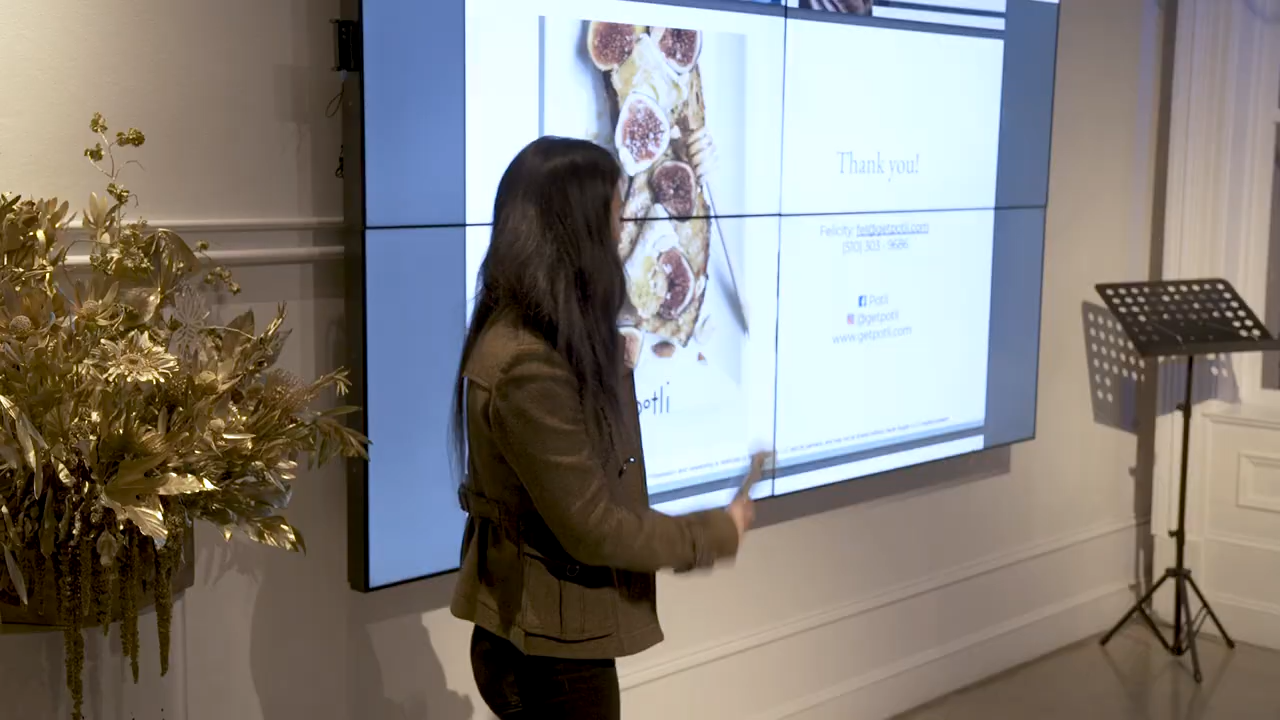 Thank you!
Felicity: fel@getpotli.com
(510) 303 - 9686
Potli
@getpotli
www.getpotli.com
potli